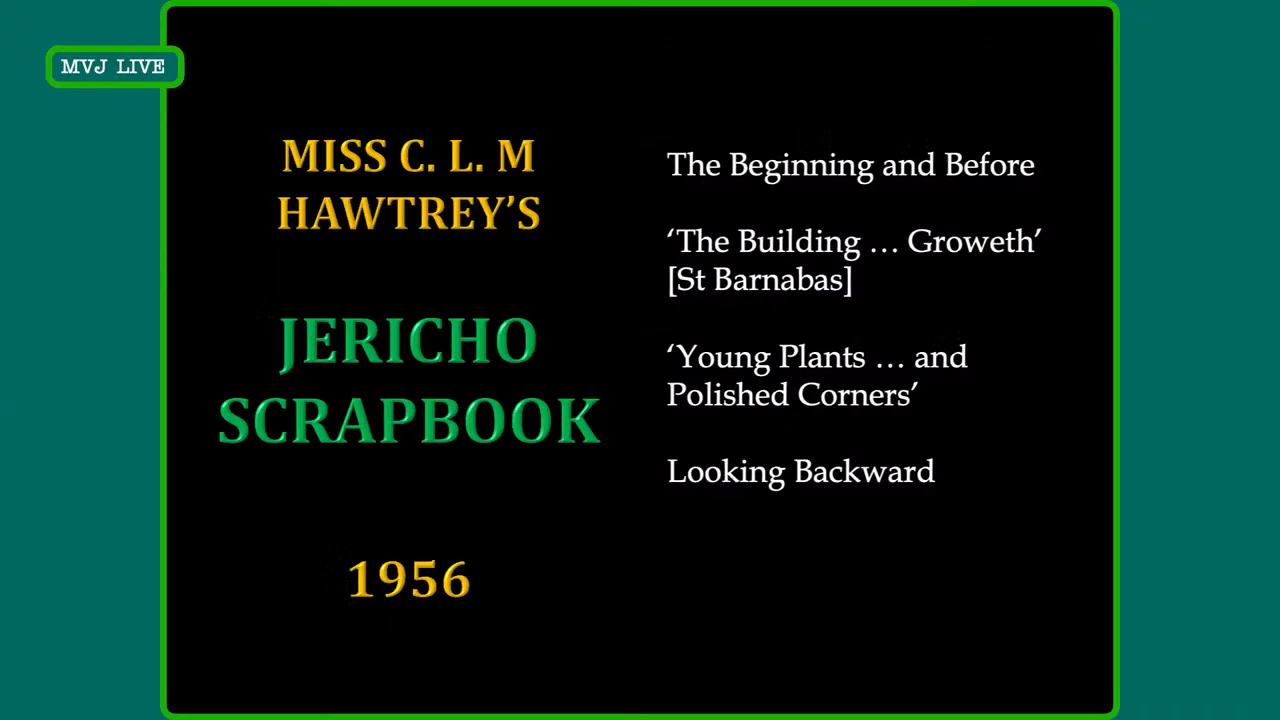 MVJ LIVE
MISS C. L. M
HAWTREY’S
JERICHO
SCRAPBOOK
1956
The Beginning and Before
‘The Building … Groweth’
[St Barnabas]
‘Young Plants … and
Polished Corners’
Looking Backward